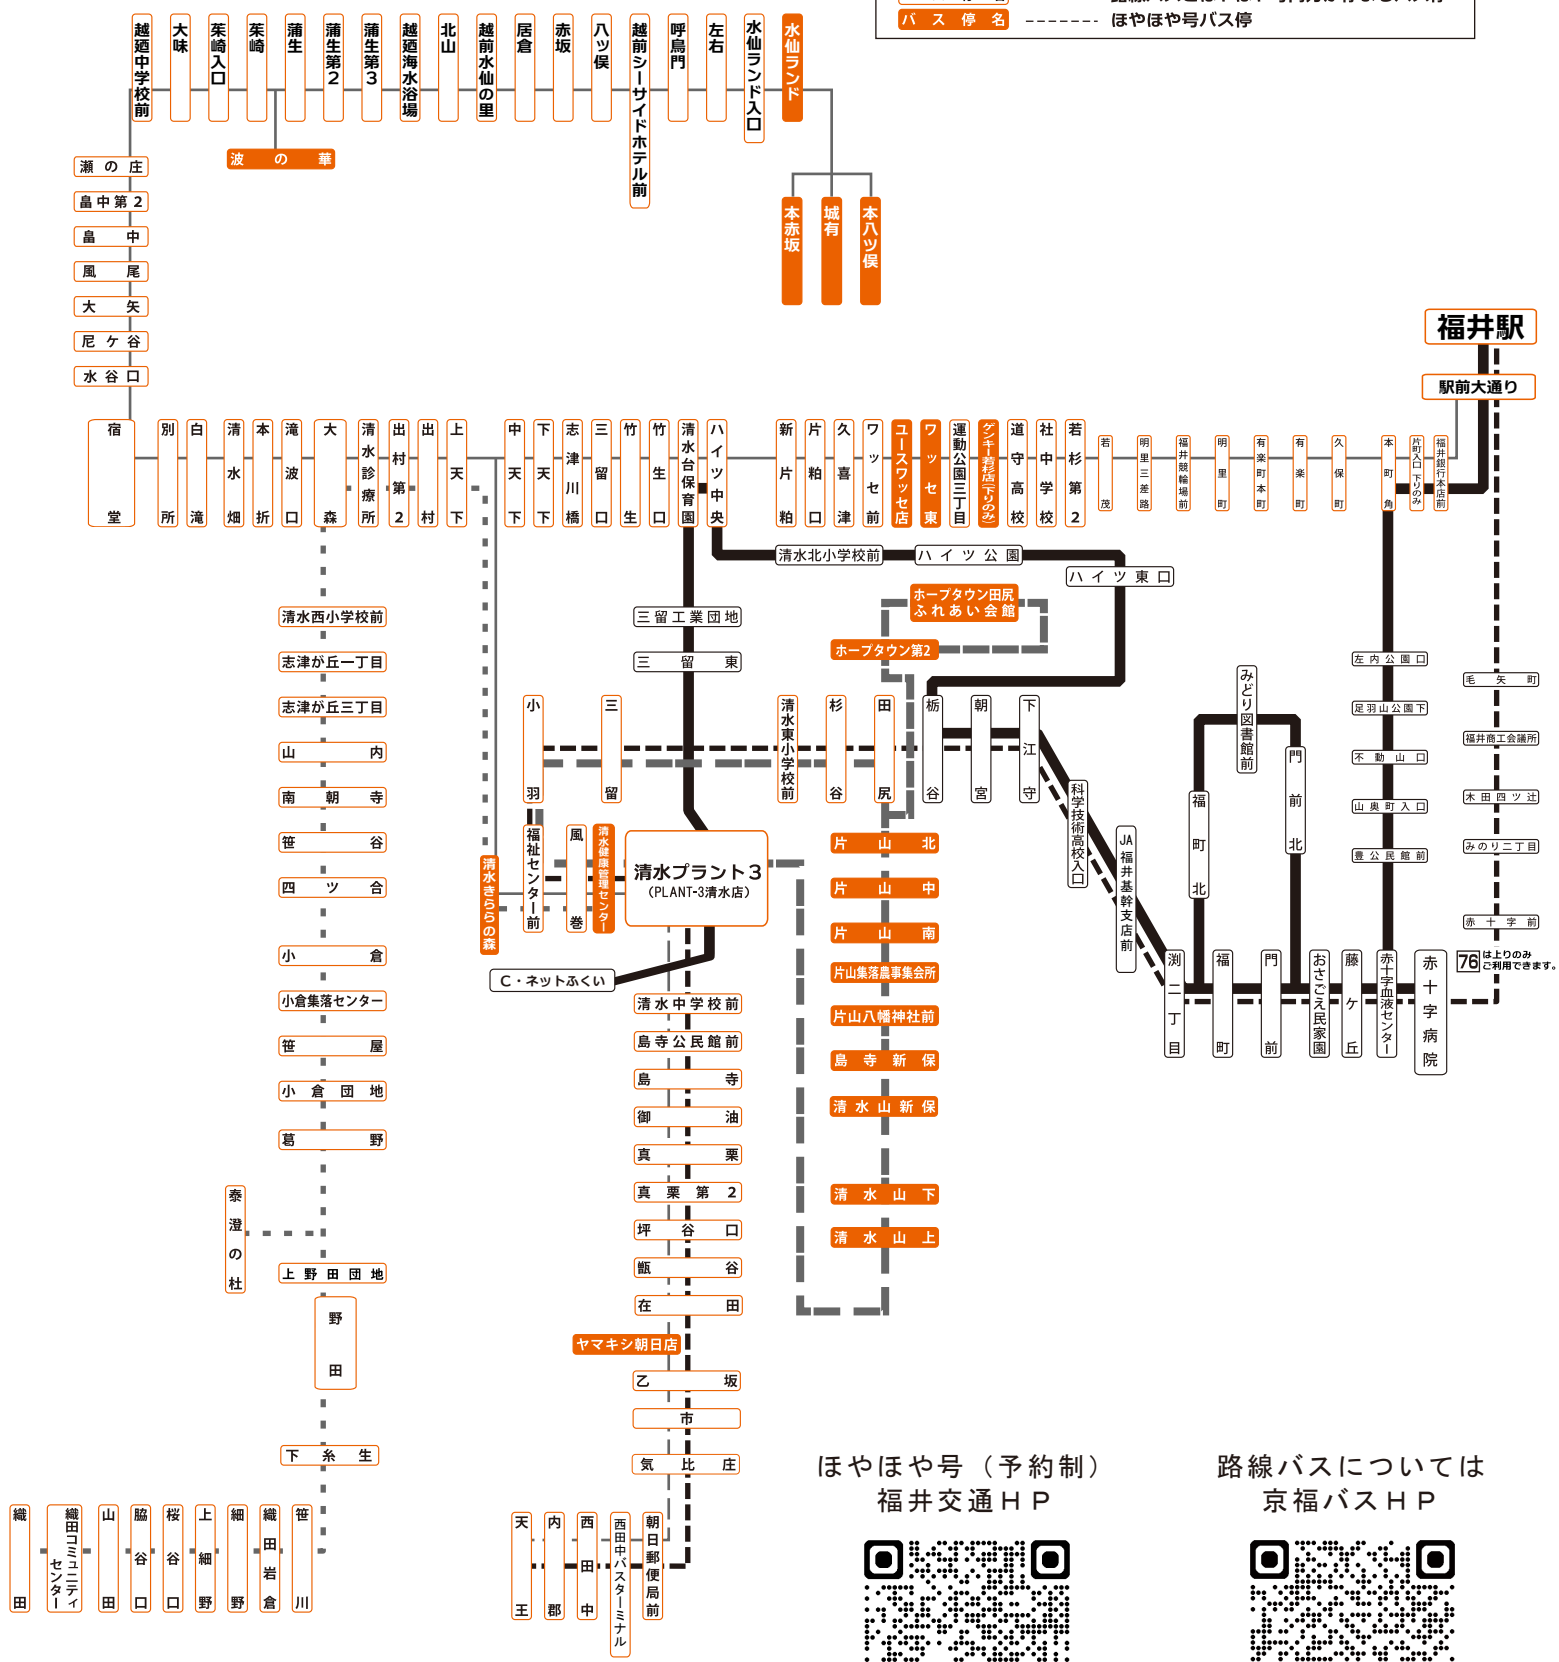 バス停名 ほやほや号バス停
越廼中学校前
大味
茱崎入口
茱崎
蒲生
蒲生第2
蒲生第3
越廼海水浴場
北山
越前水仙の里
居倉
赤坂
八ツ俣
越前シーサイドホテル前
呼鳥門
左右
水仙ランド入口
水仙ランド
波の華
本赤坂
城有
本八ツ俣
瀬の庄
畠中第2
畠中
風尾
大矢
尼ケ谷
水谷口
福井駅
駅前大通り
宿堂
別所
白滝
清水畑
本折
滝波口
大森
清水診療所
出村第2
出村
上天下
中天下
下天下
志津川橋
三留口
竹生
竹生口
清水台保育園
ハイツ中央
新片粕
片粕口
久喜津
ワッセ前
ユースワッセ店
ワッセ東
運動公園三丁目
ゲンキー若杉店(下りのみ)
道守高校
社中学校
若杉第2
若茂
明里三差路
福井競輪場前
明里町
有楽町本町
有楽町
久保町
本町角
片町入口 下りのみ
福井銀行本店前
清水北小学校前
ハイツ公園
ハイツ東口
ホープタウン田尻
ふれあい会館
ホープタウン第2
三留工業団地
三留東
清水西小学校前
志津が丘一丁目
志津が丘三丁目
山内
南朝寺
笹谷
四ツ合
小倉
小倉集落センター
笹屋
小倉団地
葛野
泰澄の杜
上野田団地
野田
下糸生
小羽
三留
清水東小学校前
杉谷
田尻
栃谷
朝宮
下江守
科学技術高校入口
JA福井基幹支店前
みどり図書館前
福町北
門前北
左内公園口
足羽山公園下
不動山口
山奥町入口
豊公民館前
毛矢町
福井商工会議所
木田四ツ辻
みのり二丁目
赤十字前
76 は上りのみ
ご利用できます。
清水きららの森
福祉センター前
風巻
清水健康管理センター
清水プラント3
(PLANT-3清水店)
C・ネットふくい
渕二丁目
福町
門前
おさごえ民家園
藤ケ丘
赤十字血液センター
赤十字病院
片山北
片山中
片山南
片山集落農事集会所
片山八幡神社前
島寺新保
清水山新保
清水山下
清水山上
清水中学校前
島寺公民館前
島寺
御油
真栗
真栗第2
坪谷口
甑谷
在田
ヤマキシ朝日店
乙坂
市
気比庄
織田
織田コミュニティセンター
山田
脇谷口
桜谷口
上細野
細野
織田岩倉
笹川
天王
内郡
西田中
西田中バスターミナル
朝日郵便局前
ほやほや号（予約制）
福井交通HP
路線バスについては
京福バスHP